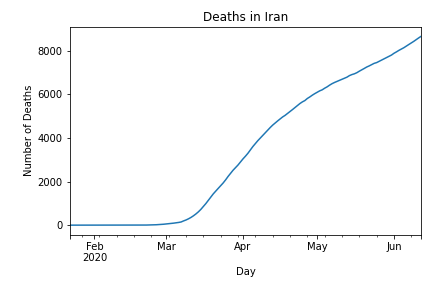 Deaths in Iran
Number of Deaths
8000
6000
4000
2000
0
Feb
2020
Mar
Apr
May
Jun
Day